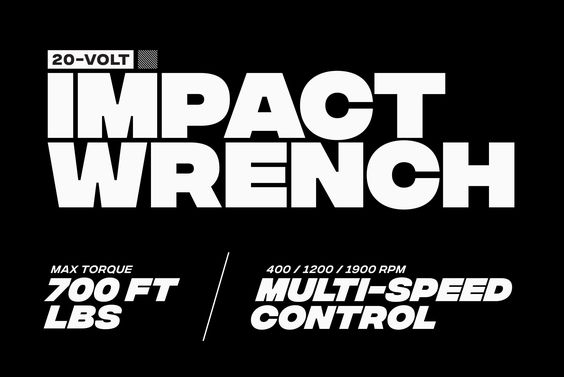 20-VOLT
IMPACT
WRENCH
MAX TORQUE
700 FT
LBS
400 / 1200 / 1900 RPM
MULTI-SPEED
CONTROL